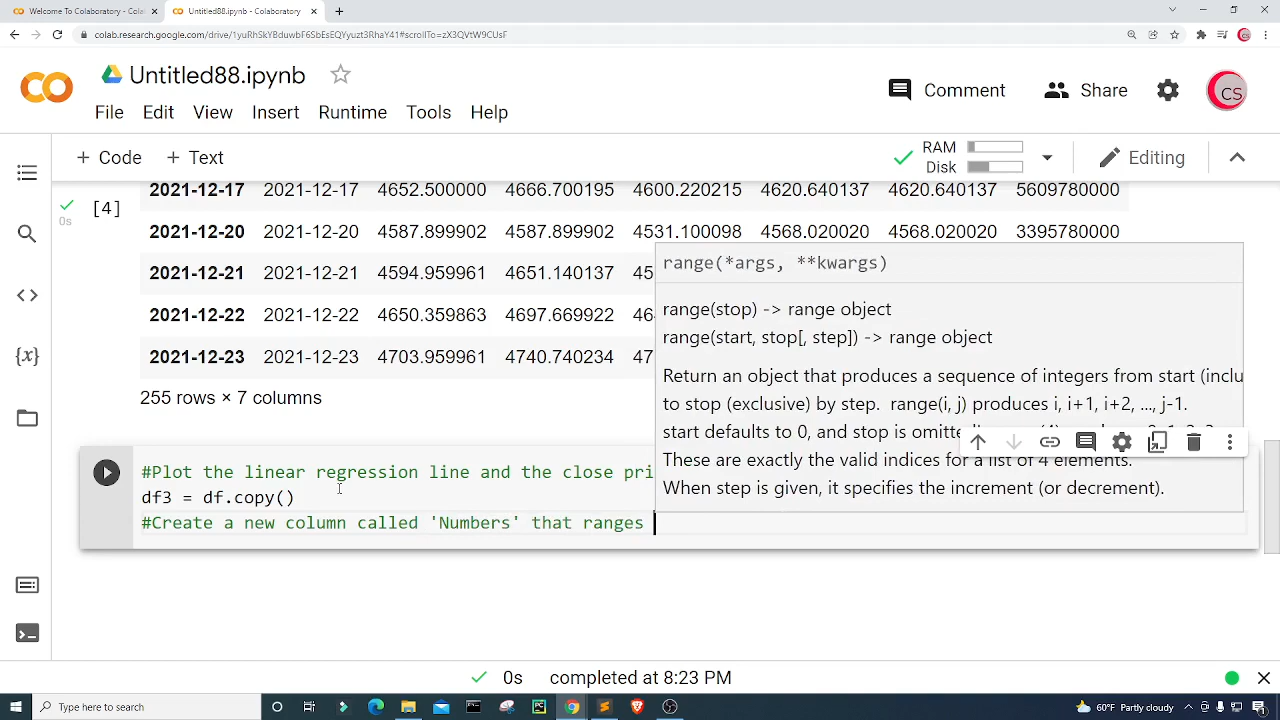 Welcome To Colaboratory - Colal
Untitled88.ipynb - Colaboratory
colab.research.google.com/drive/1yuRhSkYBduwbF6SbEsEQYyuzt3RhaY41#scrollTo=zX3QVtW9CUsF
Untitled88.ipynb
File Edit View Insert Runtime Tools Help
Comment
Share
CS
+ Code + Text
RAM
Disk
Editing
[4]
0s
2021-12-17 2021-12-17 4652.500000 4666.700195 4600.220215 4620.640137 4620.640137 5609780000
2021-12-20 2021-12-20 4587.899902 4587.899902 4531.100098 4568.020020 4568.020020 3395780000
2021-12-21 2021-12-21 4594.959961 4651.140137 45
2021-12-22 2021-12-22 4650.359863 4697.669922 46
2021-12-23 2021-12-23 4703.959961 4740.740234 47
255 rows × 7 columns
range(*args, **kwargs)
range(stop) -> range object
range(start, stop[, step]) -> range object
Return an object that produces a sequence of integers from start (inclu
to stop (exclusive) by step. range(i, j) produces i, i+1, i+2, ..., j-1.
start defaults to 0, and stop is omitte
These are exactly the valid indices for a list of 4 elements.
When step is given, it specifies the increment (or decrement).
#Plot the linear regression line and the close pri
df3 = df.copy()
#Create a new column called 'Numbers' that ranges
0s completed at 8:23 PM
Type here to search
60°F Partly cloudy